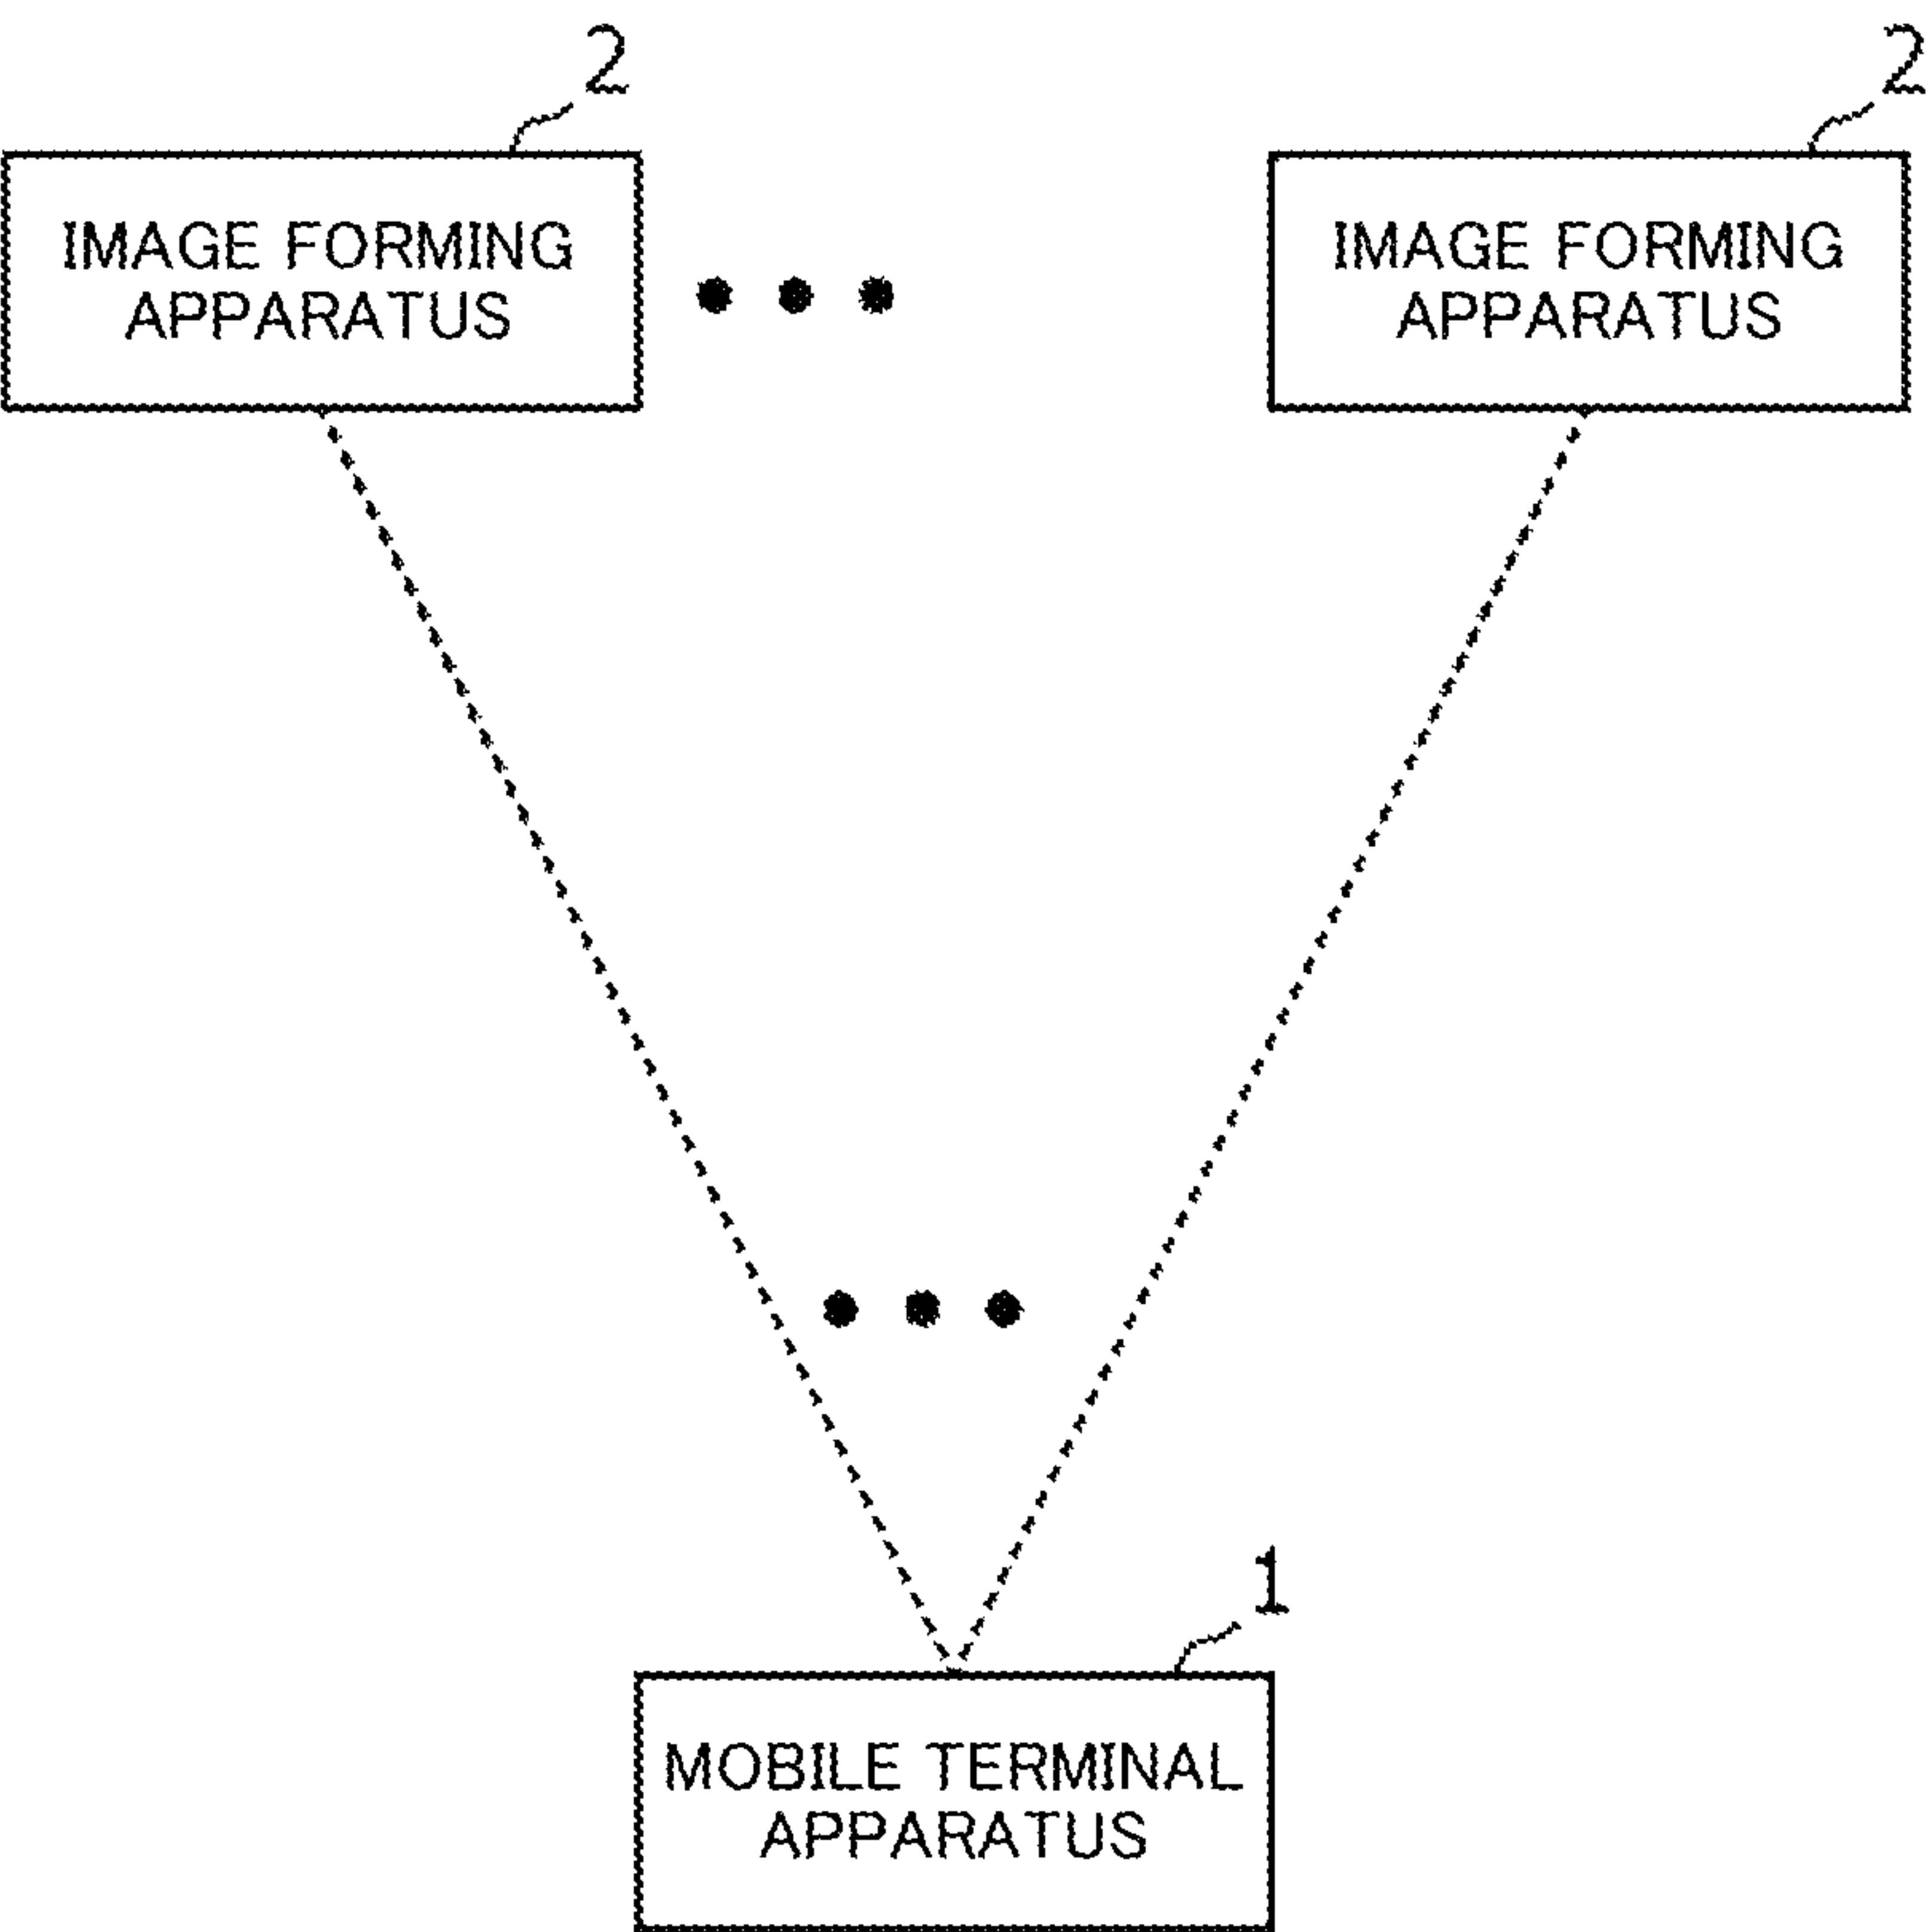 2
2
IMAGE FORMING
APPARATUS
IMAGE FORMING
APPARATUS
1
MOBILE TERMINAL
APPARATUS